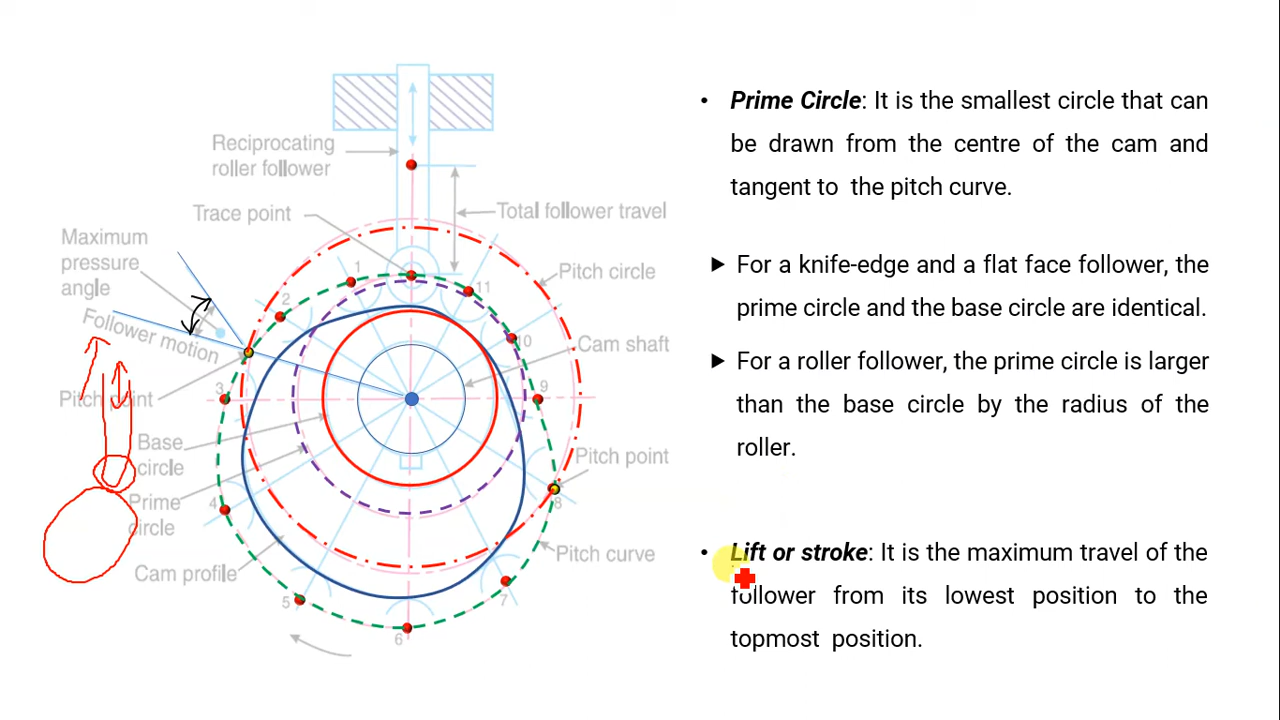 Reciprocating
roller follower
Trace point
Total follower travel
Maximum
pressure
angle
Follower motion
Pitch circle
1
2
11
10
Cam shaft
Pitch point
3
9
Base
circle
Pitch point
Prime
circle
4
8
Cam profile
Pitch curve
5
7
6
• Prime Circle: It is the smallest circle that can
be drawn from the centre of the cam and
tangent to the pitch curve.
▶ For a knife-edge and a flat face follower, the
prime circle and the base circle are identical.
▶ For a roller follower, the prime circle is larger
than the base circle by the radius of the
roller.
• Lift or stroke: It is the maximum travel of the
follower from its lowest position to the
topmost position.